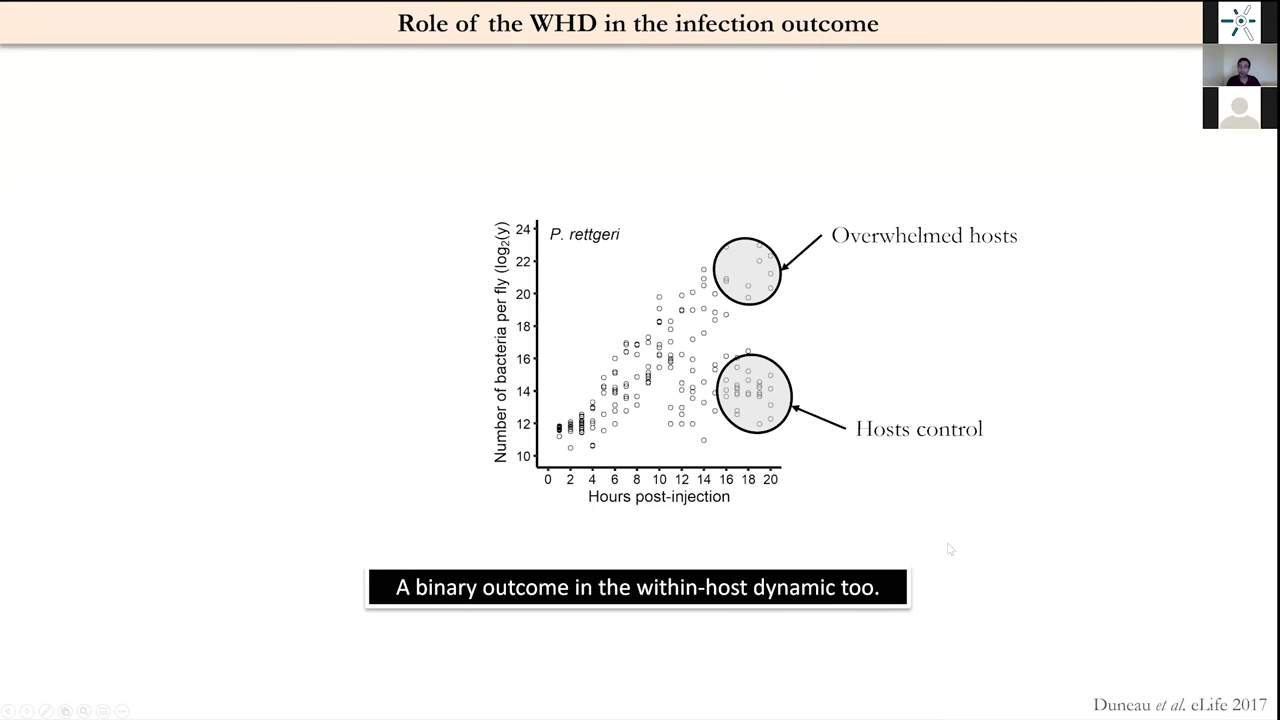 Role of the WHD in the infection outcome
Number of bacteria per fly (log₂(y)
24
22
20
18
16
14
12
10
P. rettgeri
Overwhelmed hosts
Hosts control
0 2 4 6 8 10 12 14 16 18 20
Hours post-injection
A binary outcome in the within-host dynamic too.
Duneau et al. eLife 2017